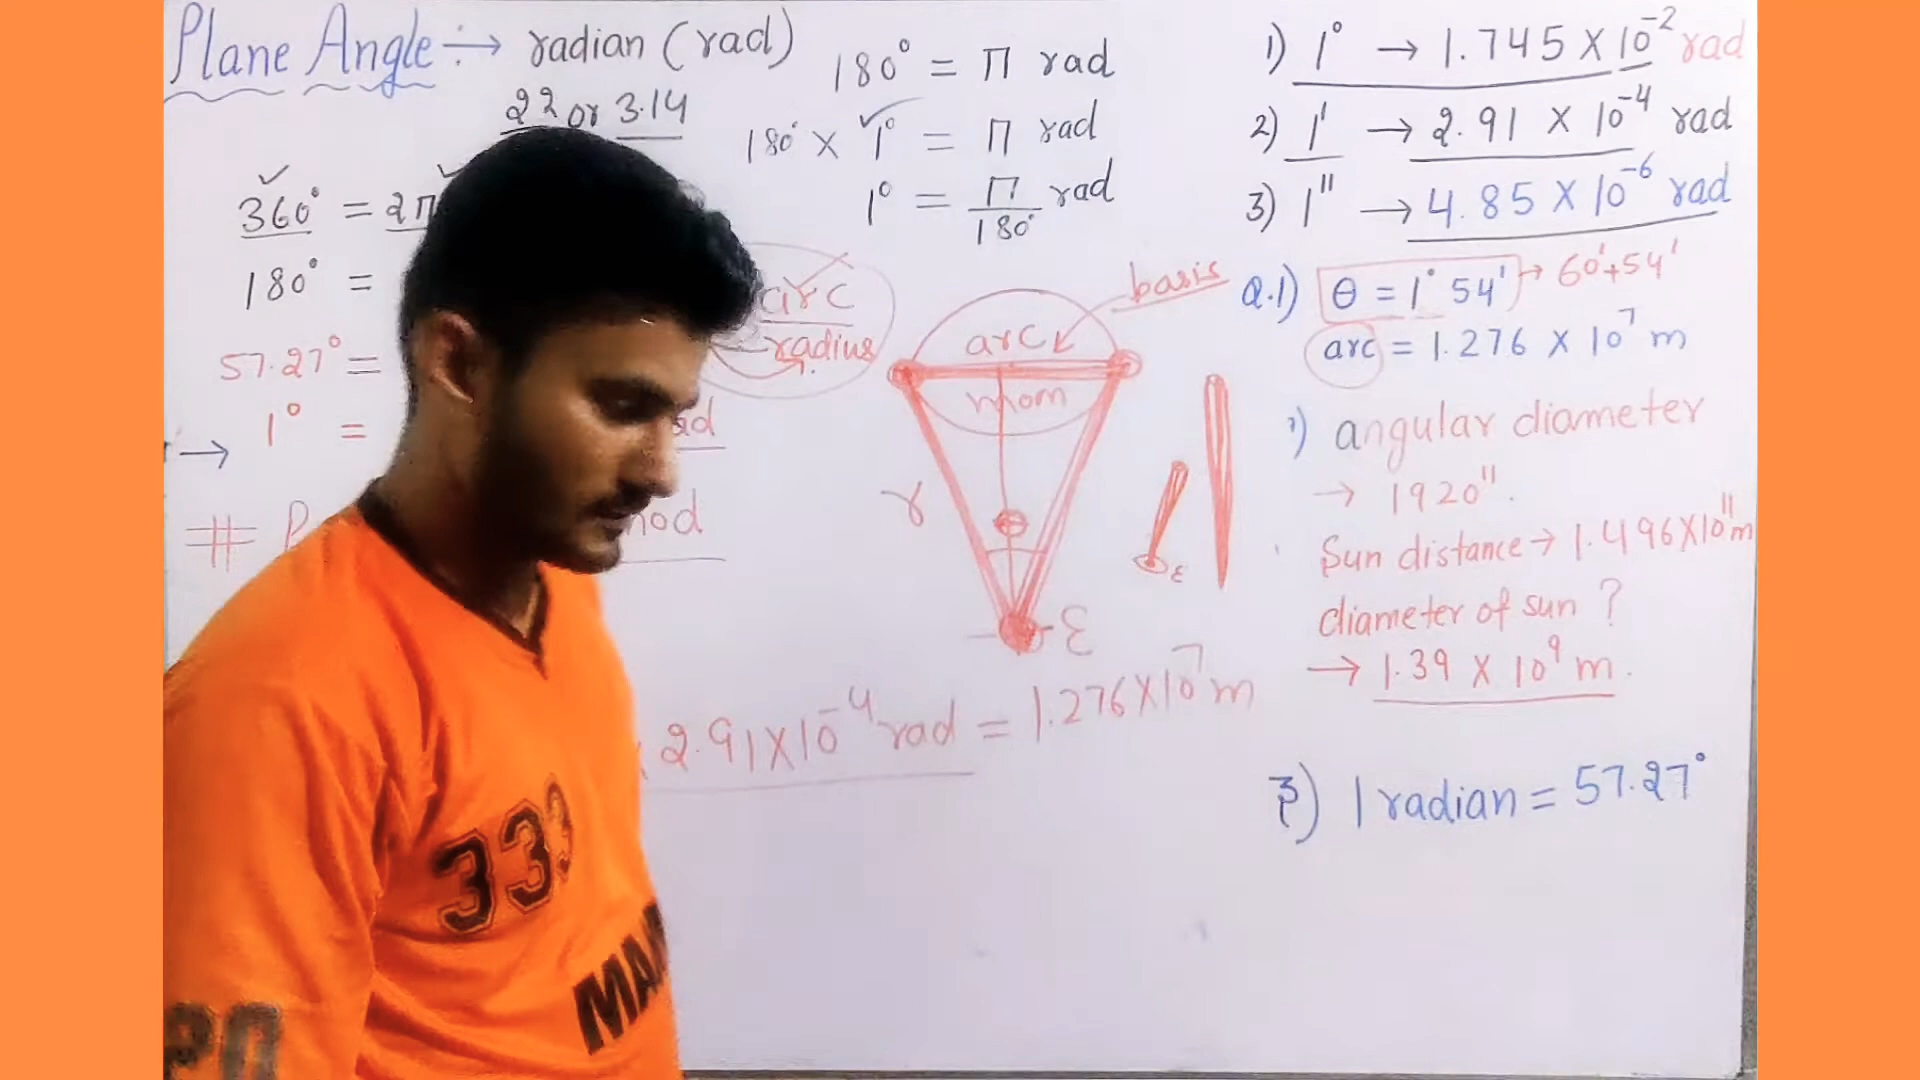 Plane Angle :→ radian (rad)
22 or 3.14
360° = 2π
180° =
57.27° =
→ 1° =
ad
# P
hod
180° = π rad
180° × 1° = π rad
1° = π/180° rad
arc
radius
arc
basis
moon
r
θ
E
E
2.91×10⁻⁴ rad = 1.276×10⁷ m
1) 1° → 1.745 × 10⁻² rad
2) 1' → 2.91 × 10⁻⁴ rad
3) 1" → 4.85 × 10⁻⁶ rad
Q.1) θ = 1° 54' → 60'+54'
arc = 1.276 × 10⁷ m
angular diameter
→ 1920".
Sun distance → 1.496×10¹¹ m
diameter of sun ?
→ 1.39 × 10⁹ m.
1 radian = 57.27°
333
MA
20